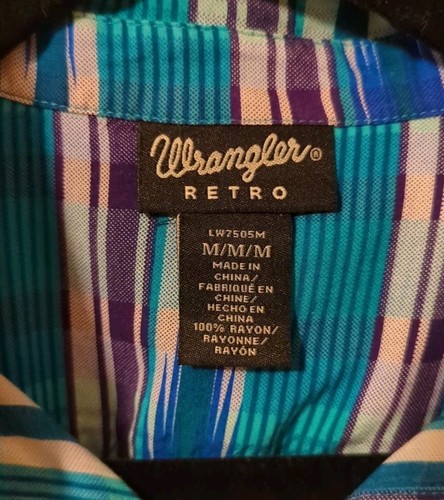 Wrangler®
RETRO
LW7505M
M/M/M
MADE IN
CHINA/
FABRIQUÉ EN
CHINE/
HECHO EN
CHINA
100% RAYON/
RAYONNE/
RAYÓN